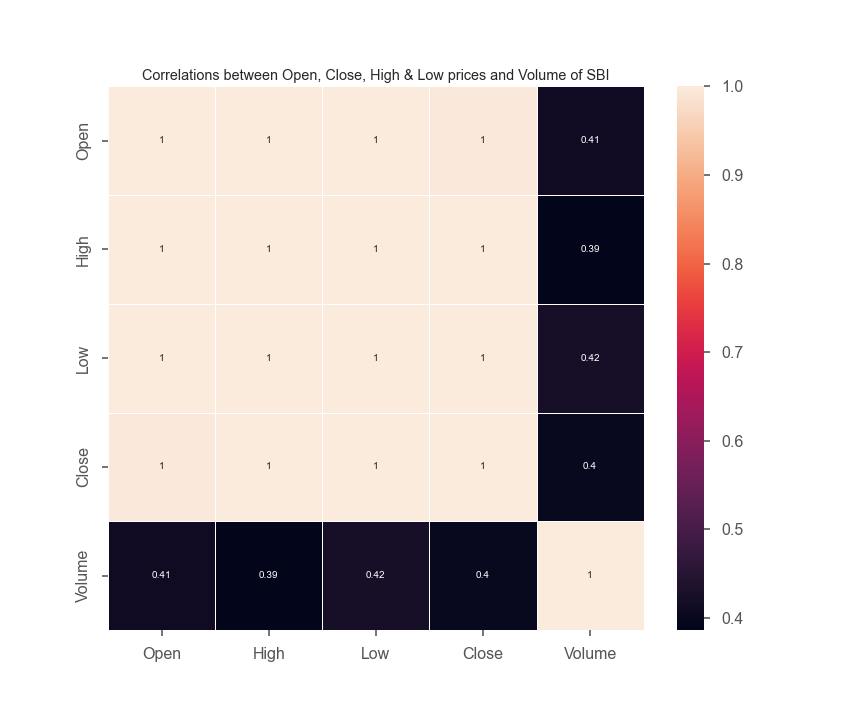 Correlations between Open, Close, High & Low prices and Volume of SBI
Open 1 1 1 1 0.41
High 1 1 1 1 0.39
Low 1 1 1 1 0.42
Close 1 1 1 1 0.4
Volume 0.41 0.39 0.42 0.4 1
Open High Low Close Volume
1.0
0.9
0.8
0.7
0.6
0.5
0.4